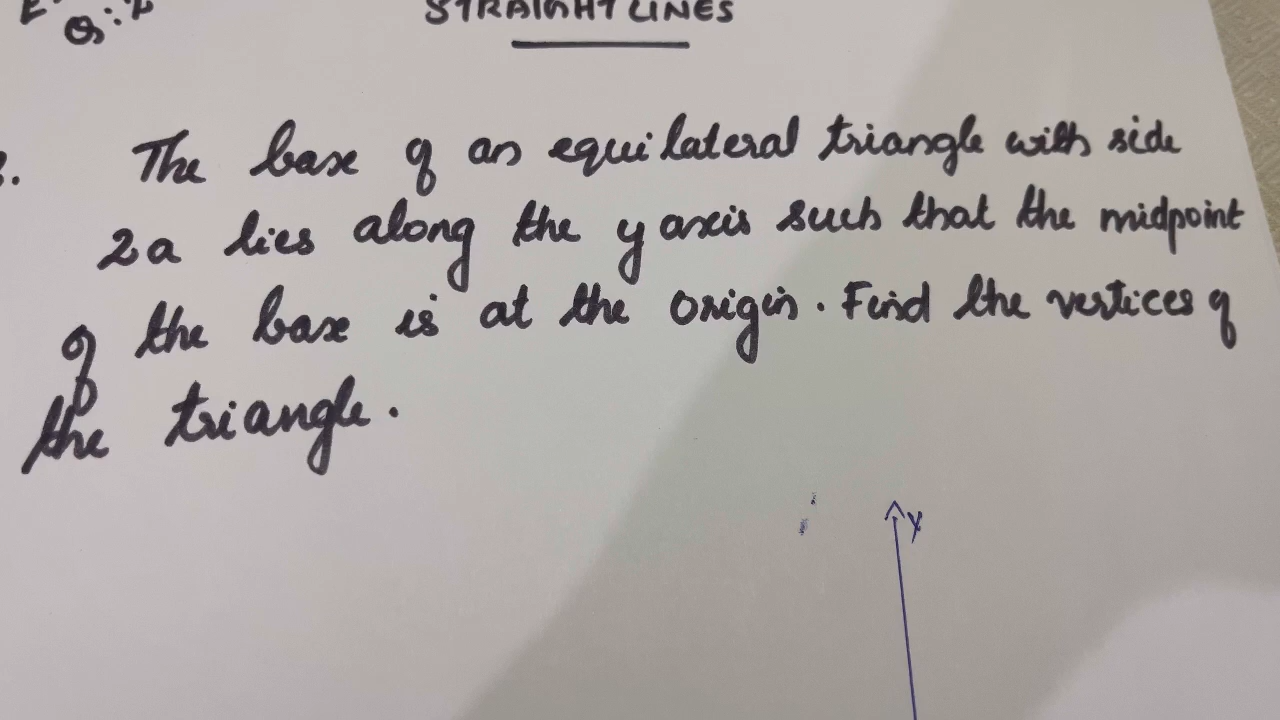 STRAIGHT LINES
The base of an equilateral triangle with side
2a lies along the y axis such that the midpoint
of the base is at the origin. Find the vertices of
the triangle.
Y